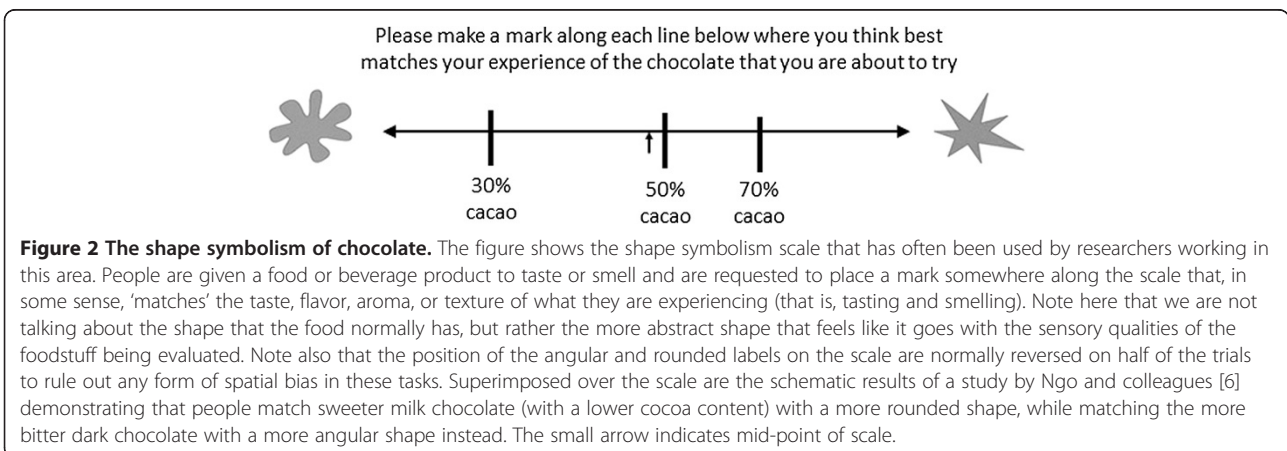 Please make a mark along each line below where you think best
matches your experience of the chocolate that you are about to try
30%
cacao
50%
cacao
70%
cacao
Figure 2 The shape symbolism of chocolate. The figure shows the shape symbolism scale that has often been used by researchers working in
this area. People are given a food or beverage product to taste or smell and are requested to place a mark somewhere along the scale that, in
some sense, ‘matches’ the taste, flavor, aroma, or texture of what they are experiencing (that is, tasting and smelling). Note here that we are not
talking about the shape that the food normally has, but rather the more abstract shape that feels like it goes with the sensory qualities of the
foodstuff being evaluated. Note also that the position of the angular and rounded labels on the scale are normally reversed on half of the trials
to rule out any form of spatial bias in these tasks. Superimposed over the scale are the schematic results of a study by Ngo and colleagues [6]
demonstrating that people match sweeter milk chocolate (with a lower cocoa content) with a more rounded shape, while matching the more
bitter dark chocolate with a more angular shape instead. The small arrow indicates mid-point of scale.